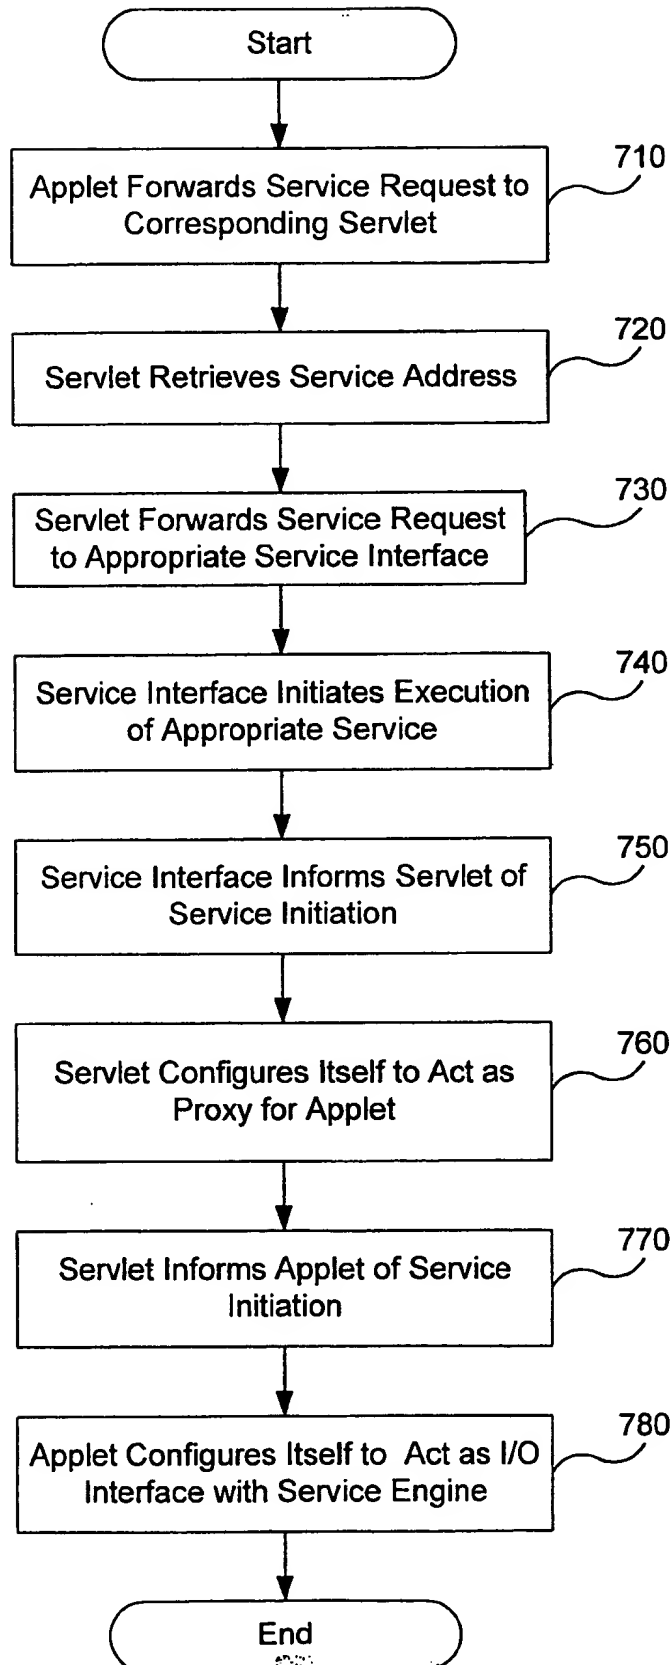 Start
710
Applet Forwards Service Request to
Corresponding Servlet
720
Servlet Retrieves Service Address
730
Servlet Forwards Service Request
to Appropriate Service Interface
740
Service Interface Initiates Execution
of Appropriate Service
750
Service Interface Informs Servlet of
Service Initiation
760
Servlet Configures Itself to Act as
Proxy for Applet
770
Servlet Informs Applet of Service
Initiation
780
Applet Configures Itself to Act as I/O
Interface with Service Engine
End